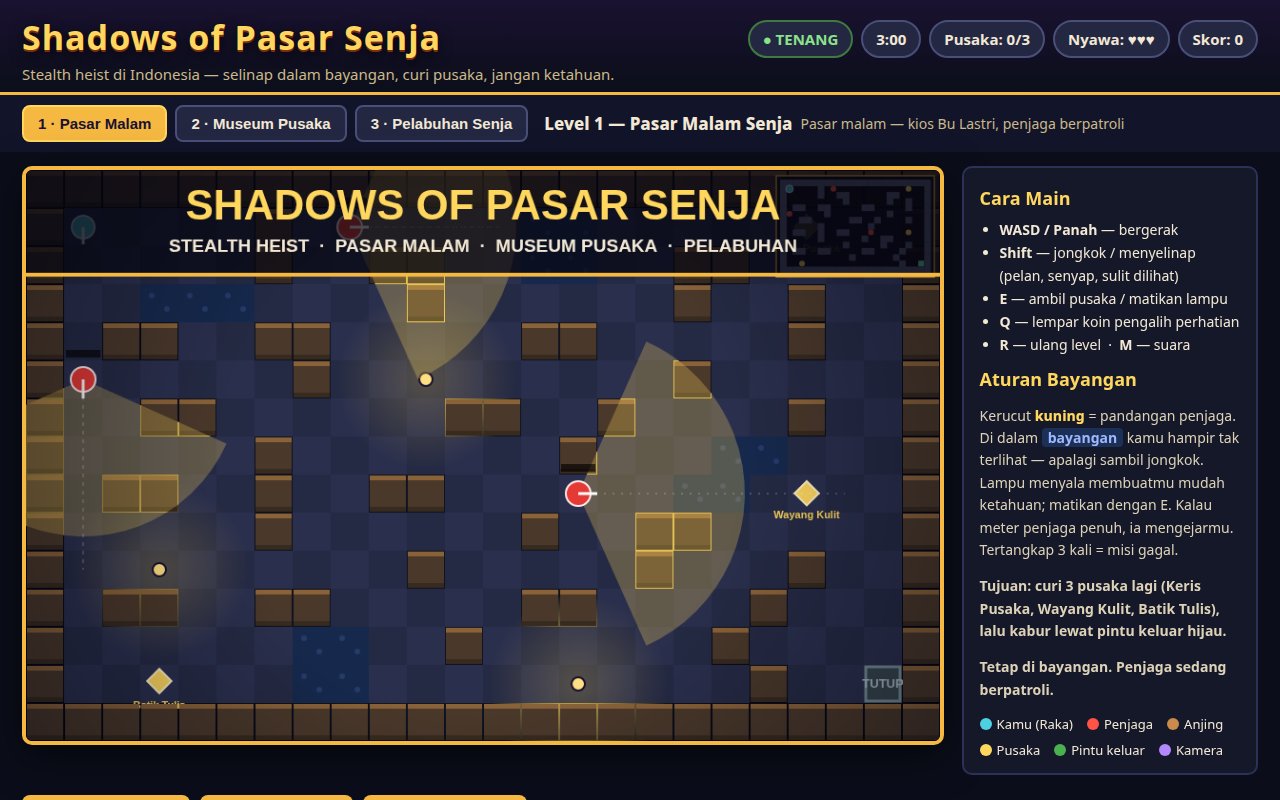 Shadows of Pasar Senja
● TENANG
3:00
Pusaka: 0/3
Nyawa: ♥♥♥
Skor: 0
Stealth heist di Indonesia — selinap dalam bayangan, curi pusaka, jangan ketahuan.
1 · Pasar Malam
2 · Museum Pusaka
3 · Pelabuhan Senja
Level 1 — Pasar Malam Senja
Pasar malam — kios Bu Lastri, penjaga berpatroli
SHADOWS OF PASAR SENJA
STEALTH HEIST · PASAR MALAM · MUSEUM PUSAKA · PELABUHAN
Wayang Kulit
Batik Tulis
TUTUP
Cara Main
WASD / Panah — bergerak
Shift — jongkok / menyelinap
(pelan, senyap, sulit dilihat)
E — ambil pusaka / matikan lampu
Q — lempar koin pengalih perhatian
R — ulang level · M — suara
Aturan Bayangan
Kerucut kuning = pandangan penjaga.
Di dalam bayangan kamu hampir tak
terlihat — apalagi sambil jongkok.
Lampu menyala membuatmu mudah
ketahuan; matikan dengan E. Kalau
meter penjaga penuh, ia mengejarmu.
Tertangkap 3 kali = misi gagal.
Tujuan: curi 3 pusaka lagi (Keris
Pusaka, Wayang Kulit, Batik Tulis),
lalu kabur lewat pintu keluar hijau.
Tetap di bayangan. Penjaga sedang
berpatroli.
Kamu (Raka)
Penjaga
Anjing
Pusaka
Pintu keluar
Kamera